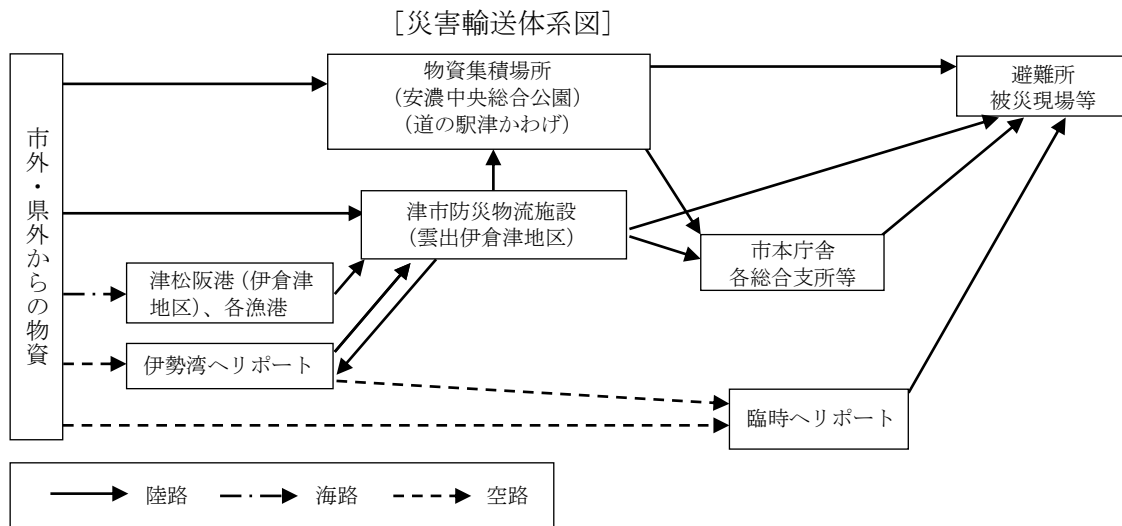 ［災害輸送体系図］
市外・県外からの物資
物資集積場所
（安濃中央総合公園）
（道の駅津かわげ）
避難所
被災現場等
津市防災物流施設
（雲出伊倉津地区）
市本庁舎
各総合支所等
津松阪港（伊倉津
地区）、各漁港
伊勢湾ヘリポート
臨時ヘリポート
陸路
海路
空路